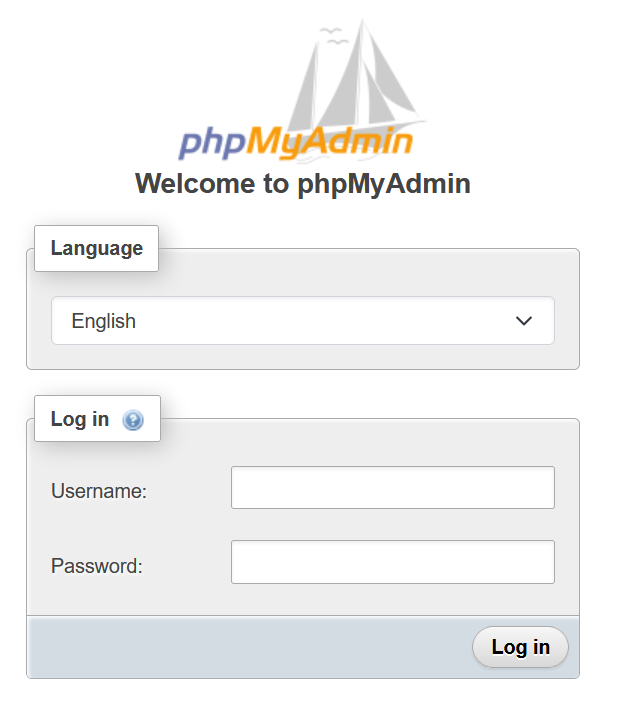 phpMyAdmin
Welcome to phpMyAdmin
Language
English
Log in
Username:
Password:
Log in